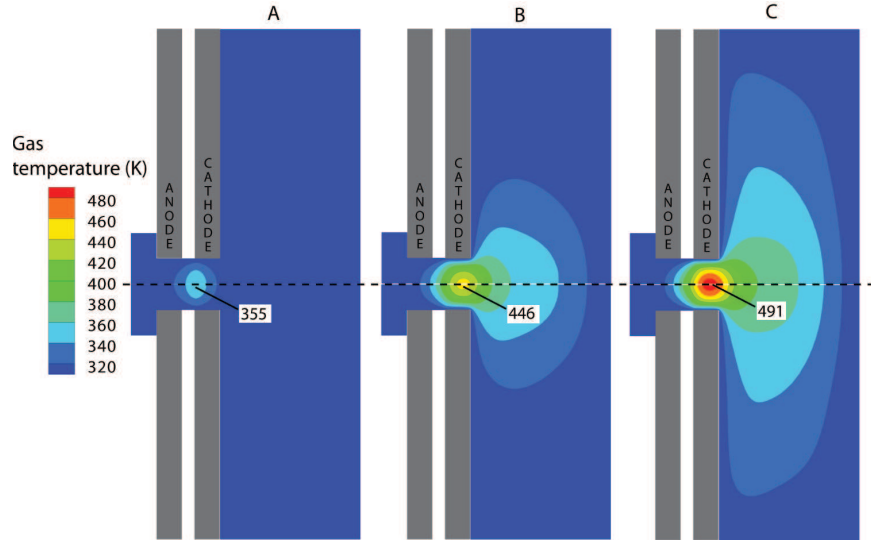 A
B
C
Gas
temperature (K)
480
460
440
420
400
380
360
340
320
ANODE
CATHODE
355
ANODE
CATHODE
446
ANODE
CATHODE
491